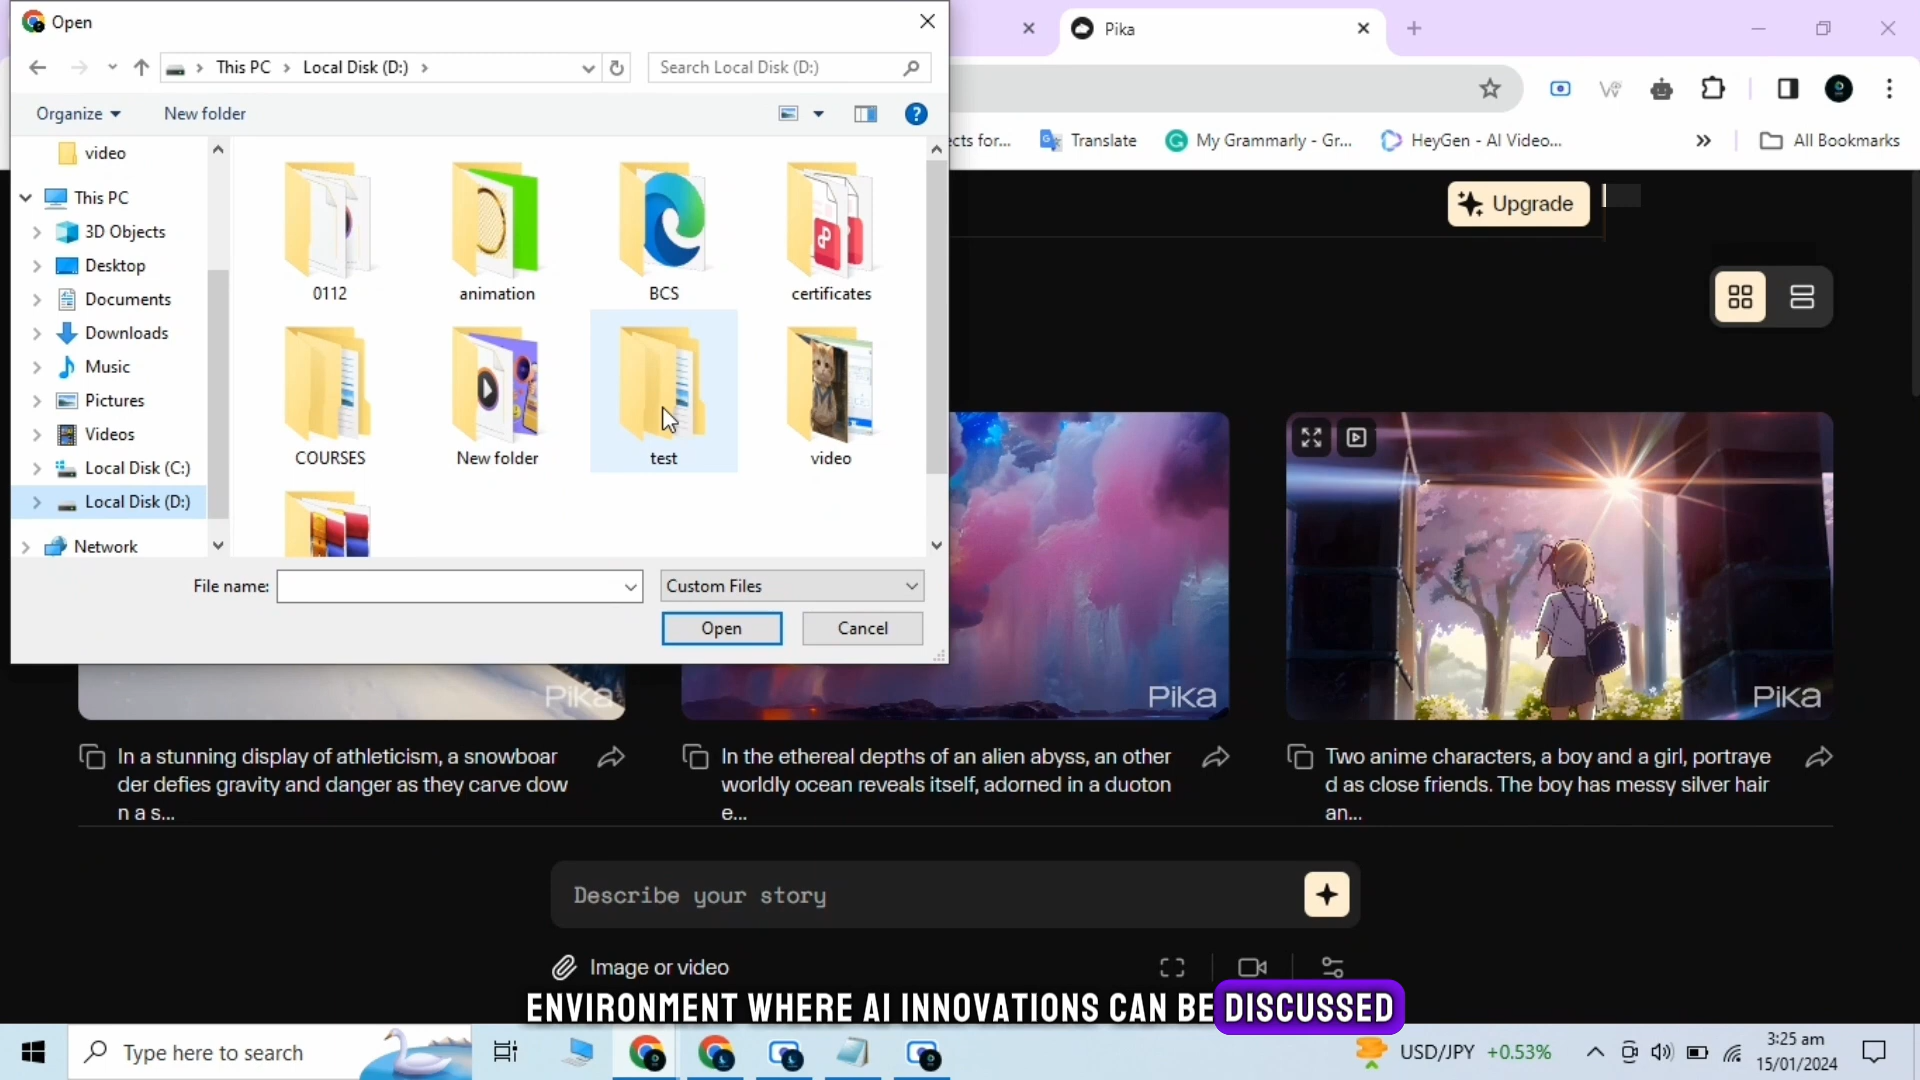 Open
Pika
This PC
Local Disk (D:)
Search Local Disk (D:)
Organize
New folder
cts for...
Translate
My Grammarly - Gr...
HeyGen - AI Video...
All Bookmarks
video
This PC
3D Objects
Desktop
Documents
Downloads
Music
Pictures
Videos
Local Disk (C:)
Local Disk (D:)
Network
0112
animation
BCS
certificates
COURSES
New folder
test
video
File name:
Custom Files
Open
Cancel
Upgrade
Pika
Pika
Pika
In a stunning display of athleticism, a snowboar
der defies gravity and danger as they carve dow
n a s...
In the ethereal depths of an alien abyss, an other
worldly ocean reveals itself, adorned in a duoton
e...
Two anime characters, a boy and a girl, portraye
d as close friends. The boy has messy silver hair
an...
Describe your story
Image or video
ENVIRONMENT WHERE AI INNOVATIONS CAN BE DISCUSSED
Type here to search
USD/JPY +0.53%
3:25 am
15/01/2024